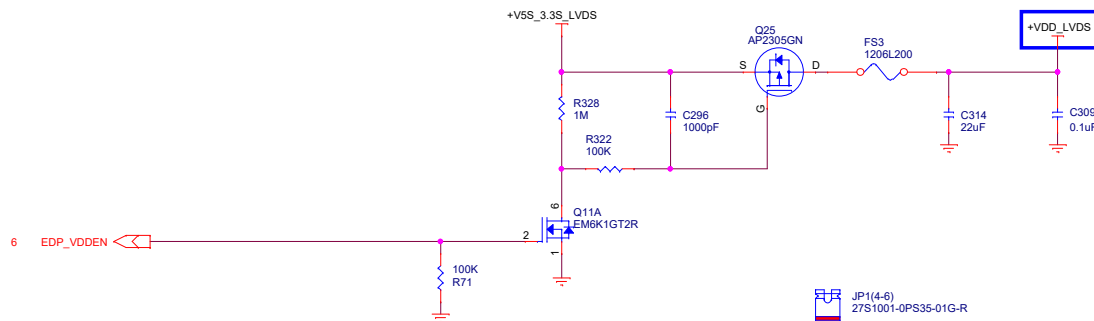 +V5S_3.3S_LVDS
Q25
AP2305GN
FS3
1206L200
+VDD_LVDS
S
D
G
R328
1M
C296
1000pF
R322
100K
C314
22uF
C309
0.1uF
6
Q11A
EM6K1GT2R
6 EDP_VDDEN
2
1
100K
R71
JP1(4-6)
27S1001-0PS35-01G-R